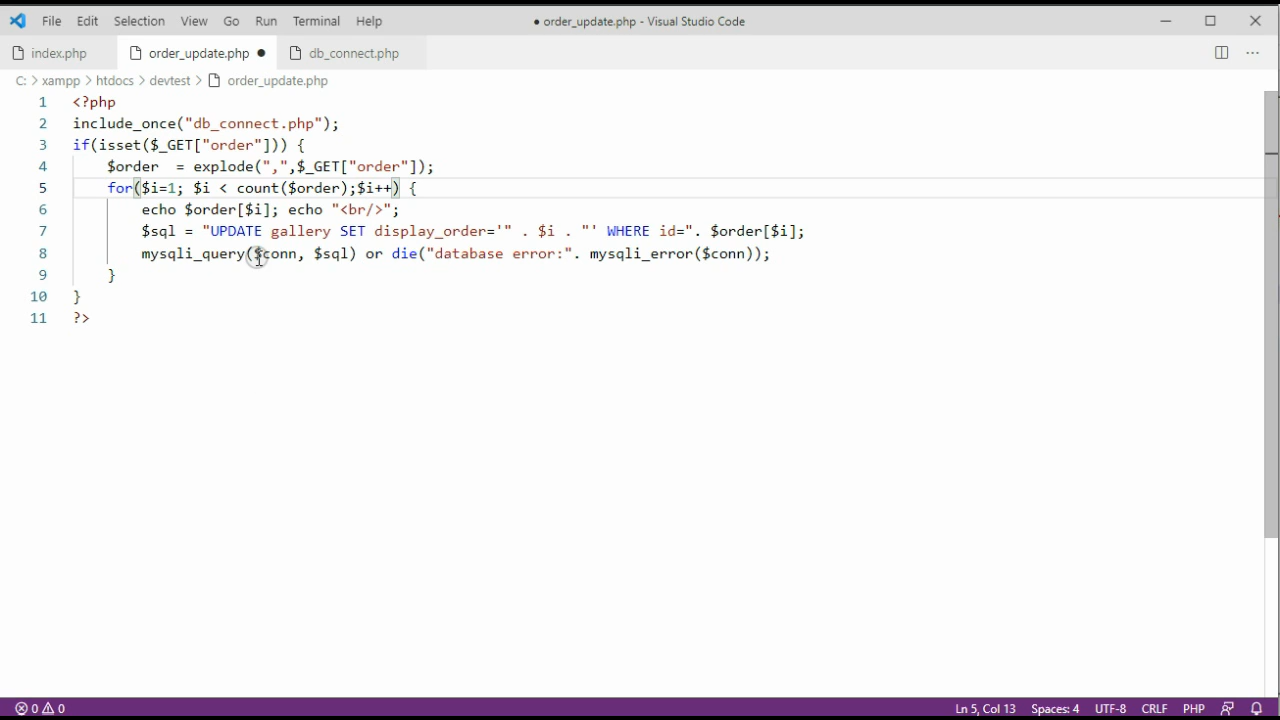 File Edit Selection View Go Run Terminal Help ● order_update.php - Visual Studio Code
index.php order_update.php ● db_connect.php
C: > xampp > htdocs > devtest > order_update.php
1 <?php
2 include_once("db_connect.php");
3 if(isset($_GET["order"])) {
4 $order  = explode(",",$_GET["order"]);
5 for($i=1; $i < count($order);$i++) {
6 echo $order[$i]; echo "<br/>";
7 $sql = "UPDATE gallery SET display_order='" . $i . "' WHERE id=". $order[$i];
8 mysqli_query($conn, $sql) or die("database error:". mysqli_error($conn));
9 }
10 }
11 ?>
0 0 Ln 5, Col 13 Spaces: 4 UTF-8 CRLF PHP